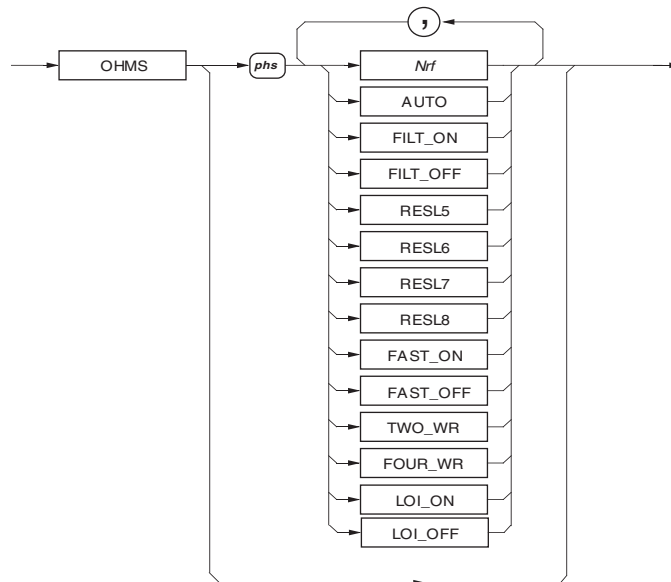 ,
OHMS
phs
Nrf
AUTO
FILT_ON
FILT_OFF
RESL5
RESL6
RESL7
RESL8
FAST_ON
FAST_OFF
TWO_WR
FOUR_WR
LOI_ON
LOI_OFF